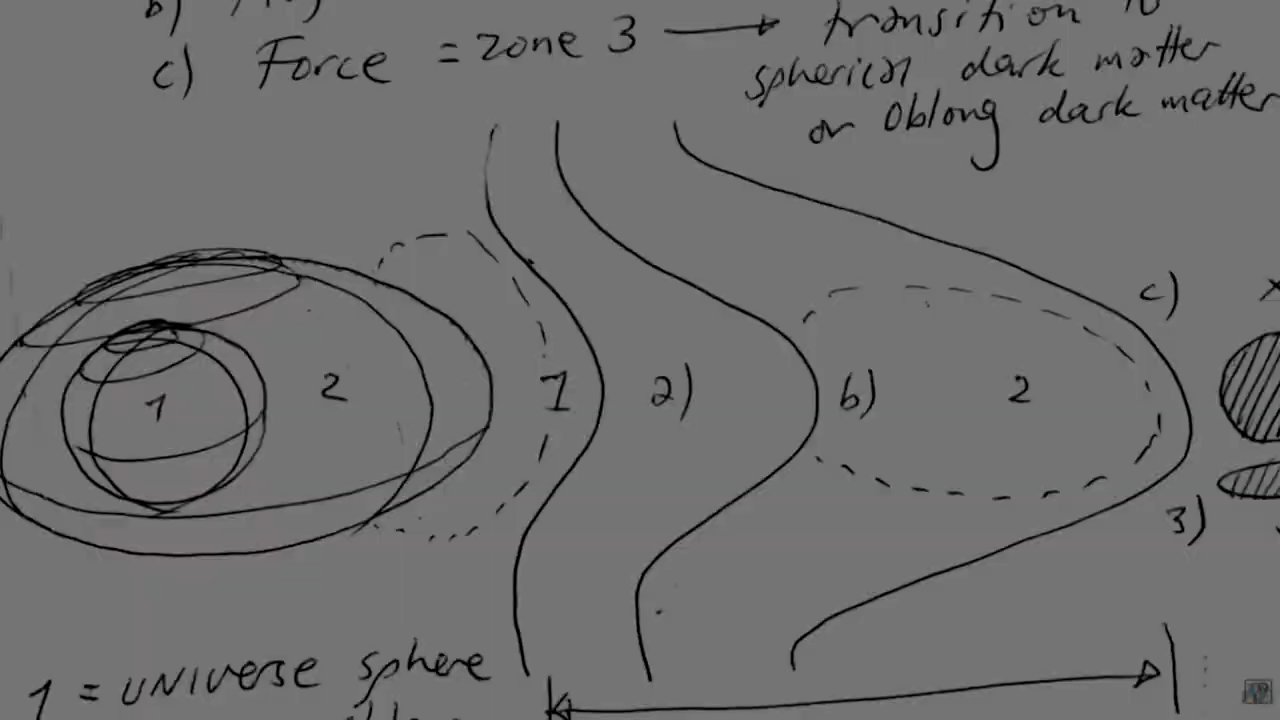 b)
c) Force = zone 3 → transition to
spherical dark matter
or Oblong dark matter
c)
1 2 1 2) b) 2
3)
1 = UNIVERSE sphere